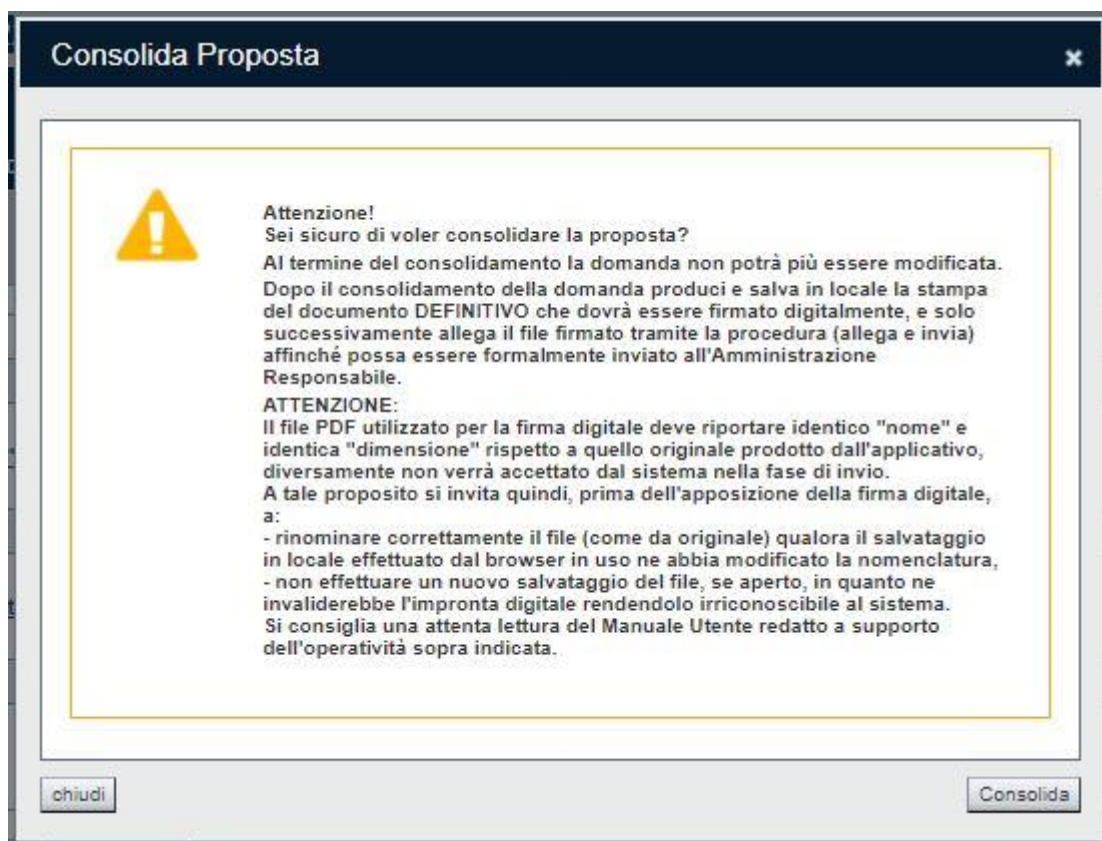 Consolida Proposta
Attenzione!
Sei sicuro di voler consolidare la proposta?
Al termine del consolidamento la domanda non potrà più essere modificata.
Dopo il consolidamento della domanda produci e salva in locale la stampa
del documento DEFINITIVO che dovrà essere firmato digitalmente, e solo
successivamente allega il file firmato tramite la procedura (allega e invia)
affinché possa essere formalmente inviato all'Amministrazione
Responsabile.
ATTENZIONE:
Il file PDF utilizzato per la firma digitale deve riportare identico "nome" e
identica "dimensione" rispetto a quello originale prodotto dall'applicativo,
diversamente non verrà accettato dal sistema nella fase di invio.
A tale proposito si invita quindi, prima dell'apposizione della firma digitale,
a:
- rinominare correttamente il file (come da originale) qualora il salvataggio
in locale effettuato dal browser in uso ne abbia modificato la nomenclatura,
- non effettuare un nuovo salvataggio del file, se aperto, in quanto ne
invaliderebbe l'impronta digitale rendendolo irriconoscibile al sistema.
Si consiglia una attenta lettura del Manuale Utente redatto a supporto
dell'operatività sopra indicata.
chiudi
Consolida